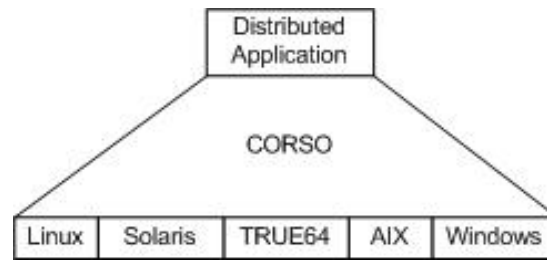 Distributed
Application
CORSO
Linux Solaris TRUE64 AIX Windows